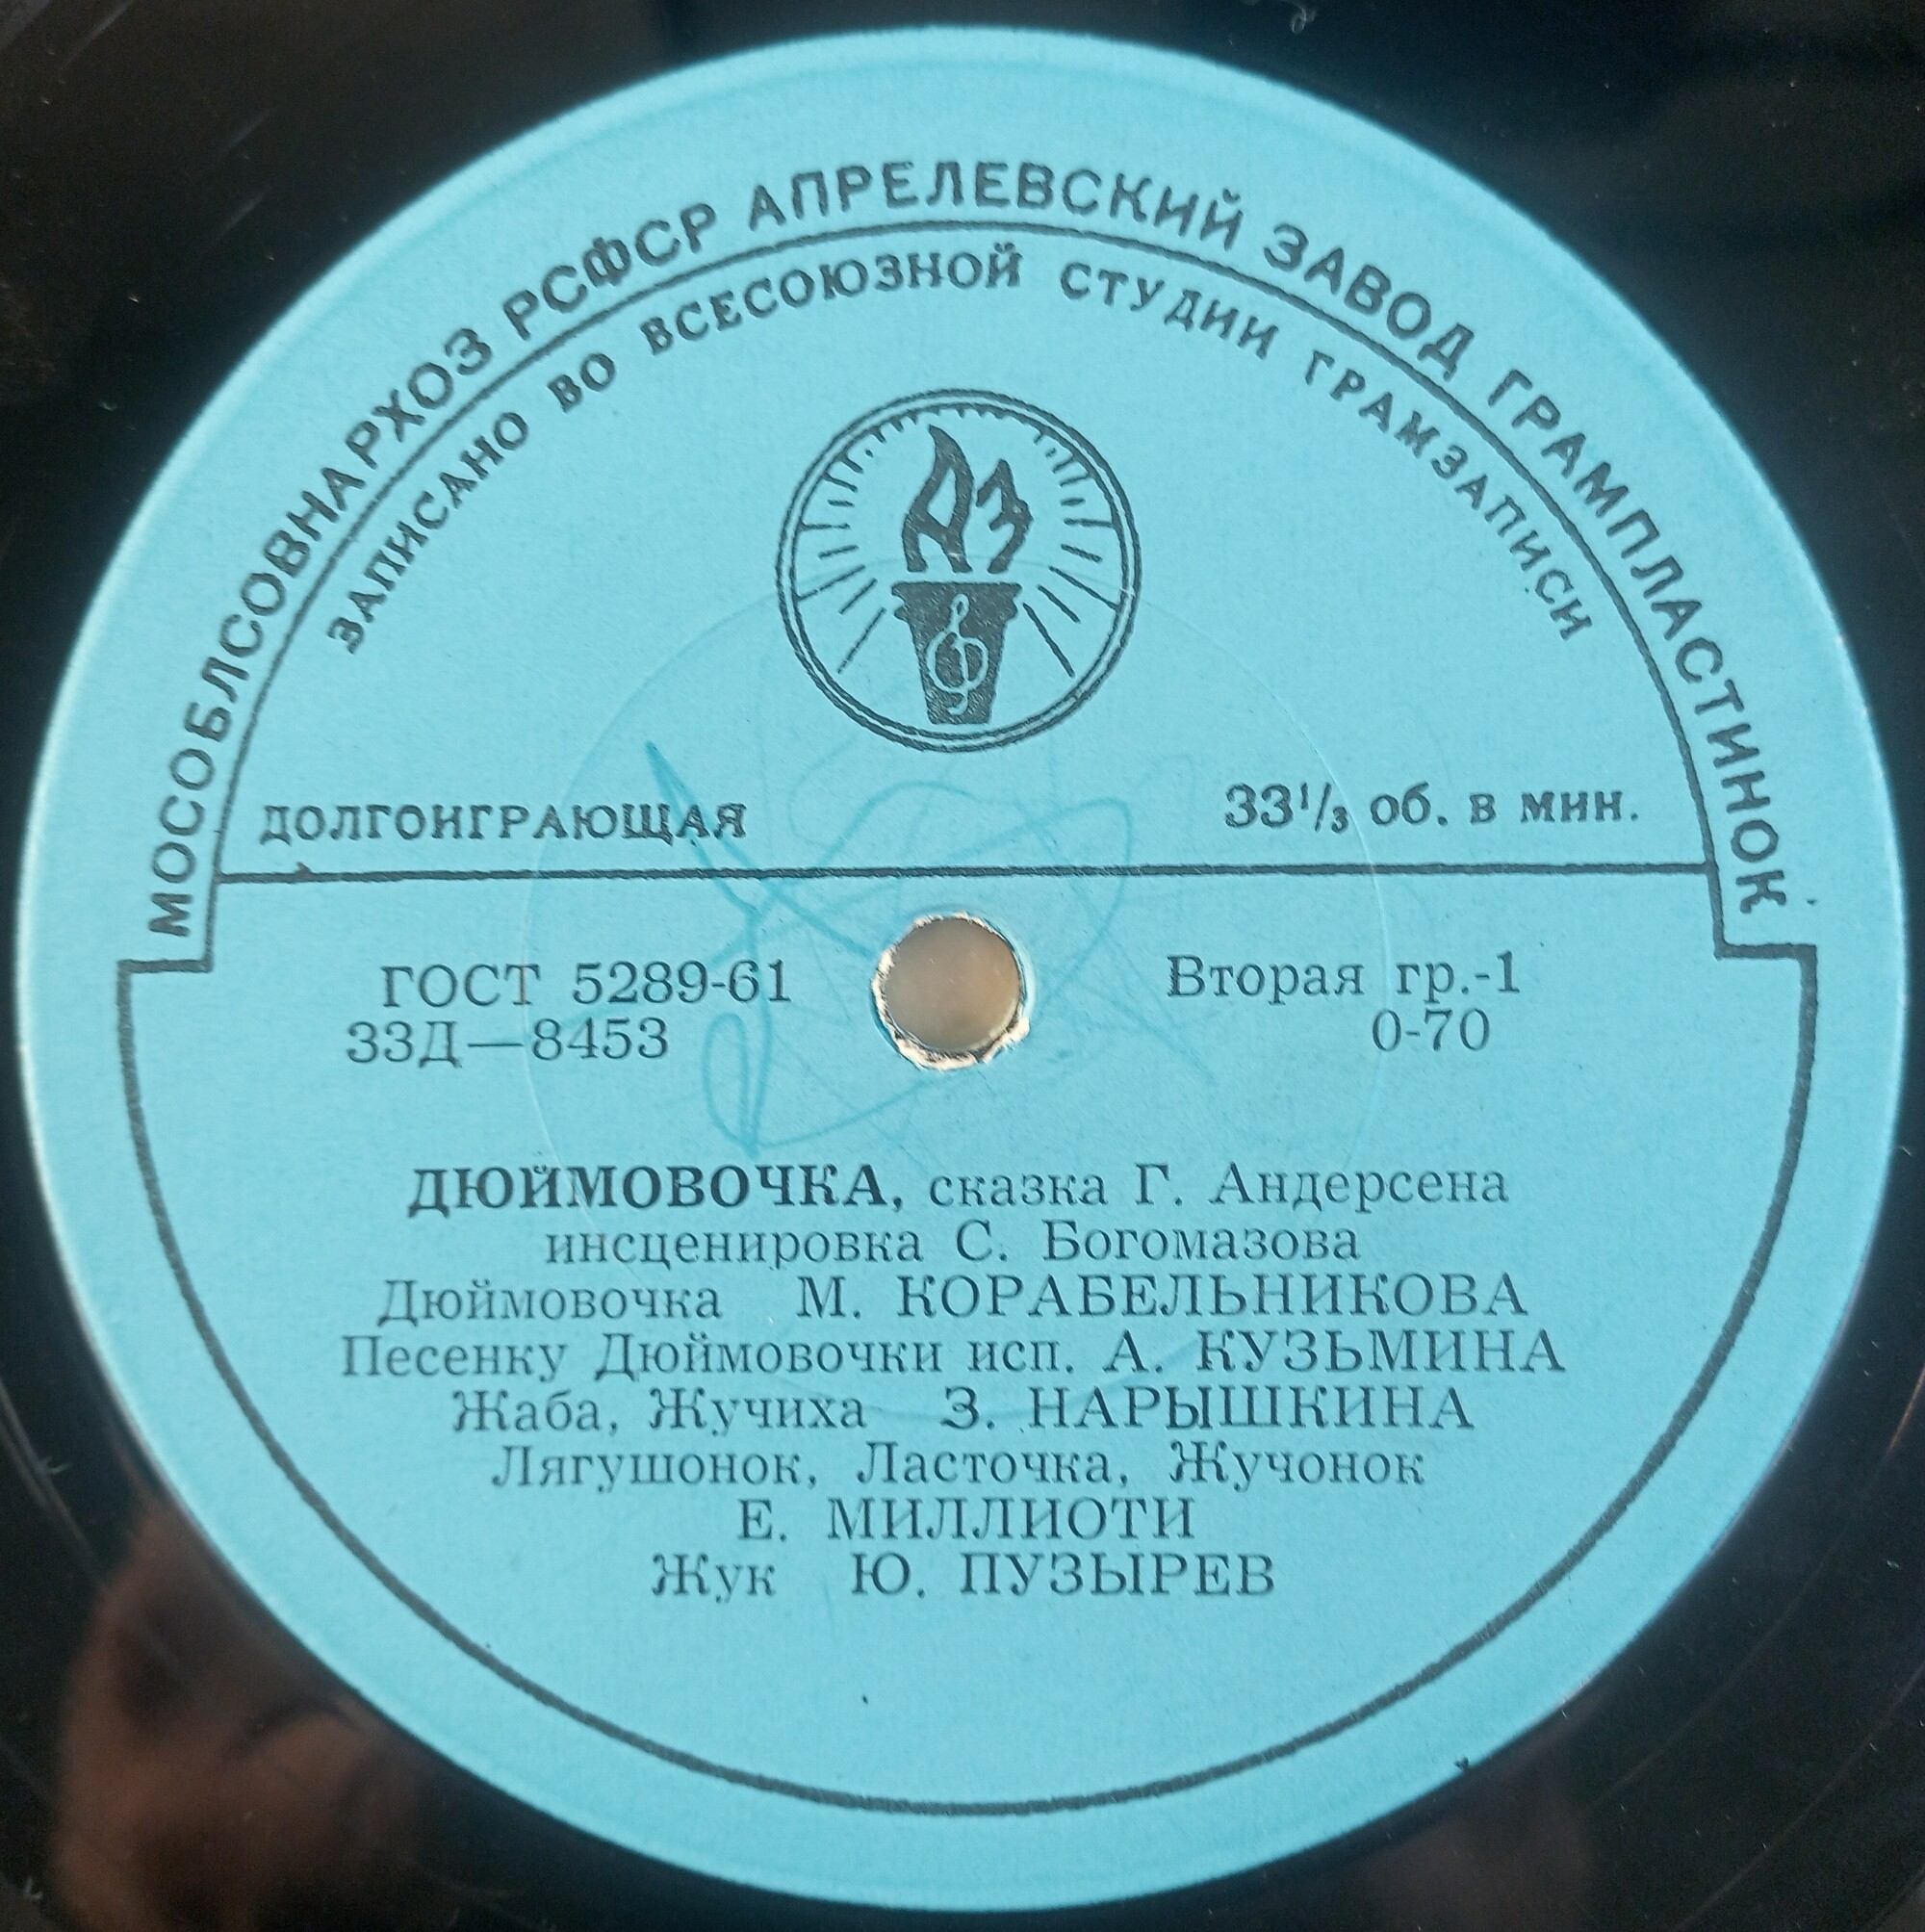 МОСОБЛСОВНАРХОЗ РСФСР АПРЕЛЕВСКИЙ ЗАВОД ГРАМПЛАСТИНОК
ЗАПИСАНО ВО ВСЕСОЮЗНОЙ СТУДИИ ГРАМЗАПИСИ
АЗ
ДОЛГОИГРАЮЩАЯ 33 1/3 об. в мин.
ГОСТ 5289-61 Вторая гр.-1
33Д—8453 0-70
ДЮЙМОВОЧКА, сказка Г. Андерсена
инсценировка С. Богомазова
Дюймовочка М. КОРАБЕЛЬНИКОВА
Песенку Дюймовочки исп. А. КУЗЬМИНА
Жаба, Жучиха З. НАРЫШКИНА
Лягушонок, Ласточка, Жучонок
Е. МИЛЛИОТИ
Жук Ю. ПУЗЫРЕВ